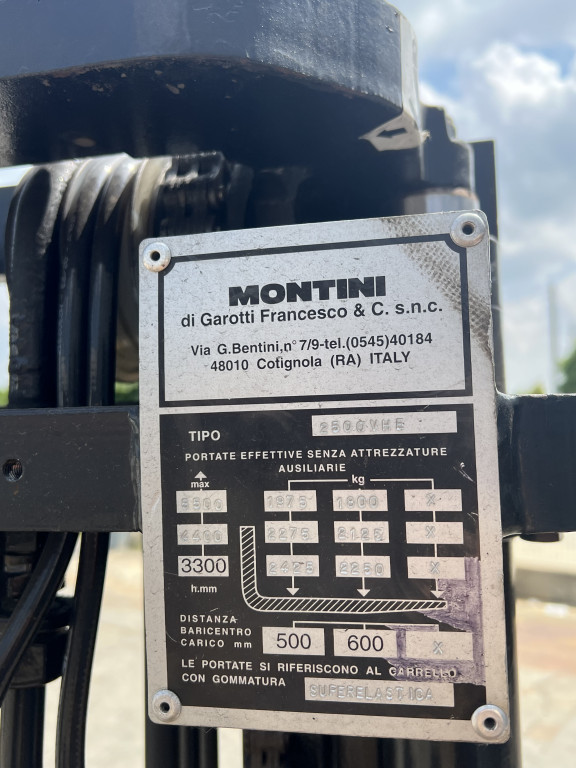 MONTINI
di Garotti Francesco & C. s.n.c.
Via G.Bentini,n° 7/9-tel.(0545)40184
48010 Cotignola (RA) ITALY
TIPO 2500VHE
PORTATE EFFETTIVE SENZA ATTREZZATURE
AUSILIARIE
max kg
5500 1975 1800 X
4400 2275 2125 X
3300 2425 2250 X
h.mm
DISTANZA
BARICENTRO
CARICO mm 500 600 X
LE PORTATE SI RIFERISCONO AL CARRELLO
CON GOMMATURA SUPERELASTICA